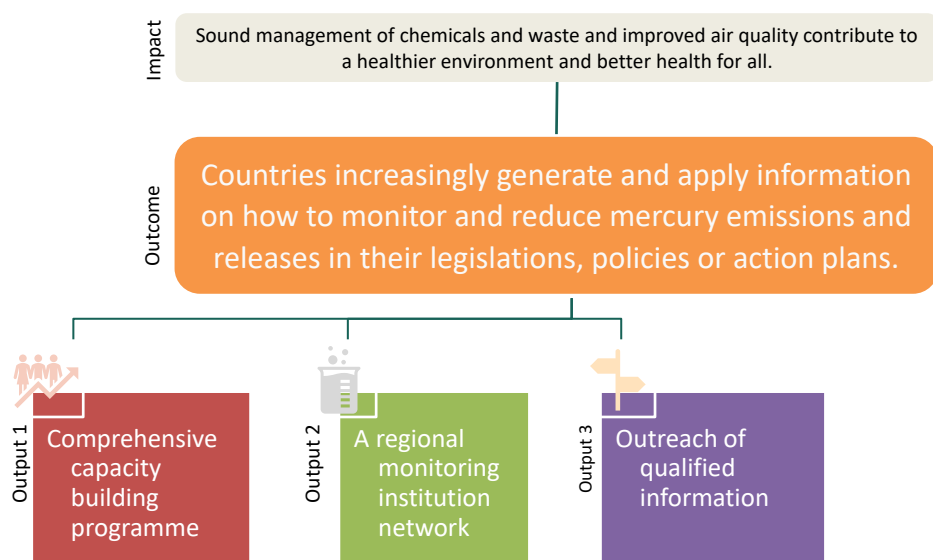 Impact
Sound management of chemicals and waste and improved air quality contribute to
a healthier environment and better health for all.
Outcome
Countries increasingly generate and apply information
on how to monitor and reduce mercury emissions and
releases in their legislations, policies or action plans.
Output 1
Comprehensive
capacity
building
programme
Output 2
A regional
monitoring
institution
network
Output 3
Outreach of
qualified
information